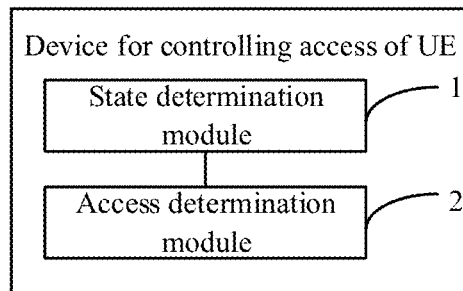 Device for controlling access of UE
State determination
module
1
Access determination
module
2